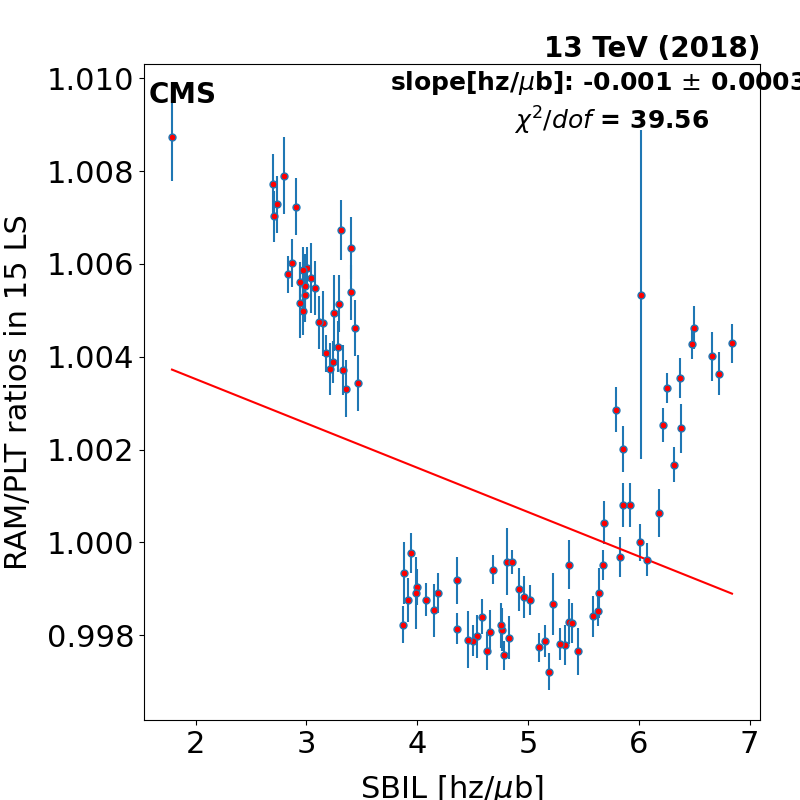 13 TeV (2018)
CMS
slope[hz/μb]: -0.001 ± 0.0003
χ²/dof = 39.56
RAM/PLT ratios in 15 LS
1.010
1.008
1.006
1.004
1.002
1.000
0.998
2 3 4 5 6 7
SBIL [hz/μb]